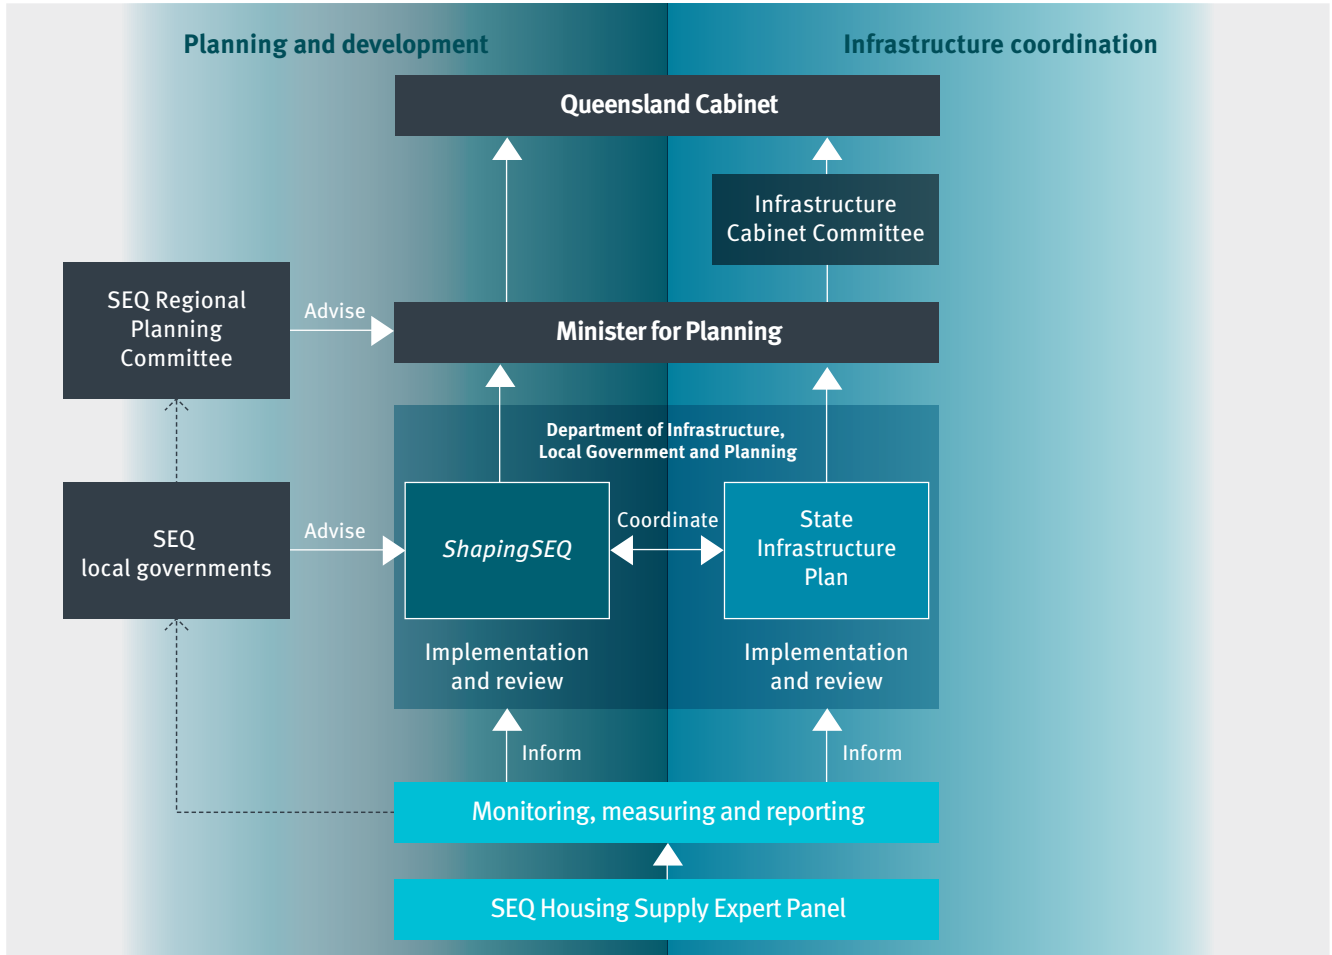 Planning and development
Infrastructure coordination
Queensland Cabinet
Infrastructure
Cabinet Committee
SEQ Regional
Planning
Committee
Advise
Minister for Planning
Department of Infrastructure,
Local Government and Planning
SEQ
local governments
Advise
ShapingSEQ
Coordinate
State
Infrastructure
Plan
Implementation
and review
Implementation
and review
Inform
Inform
Monitoring, measuring and reporting
SEQ Housing Supply Expert Panel